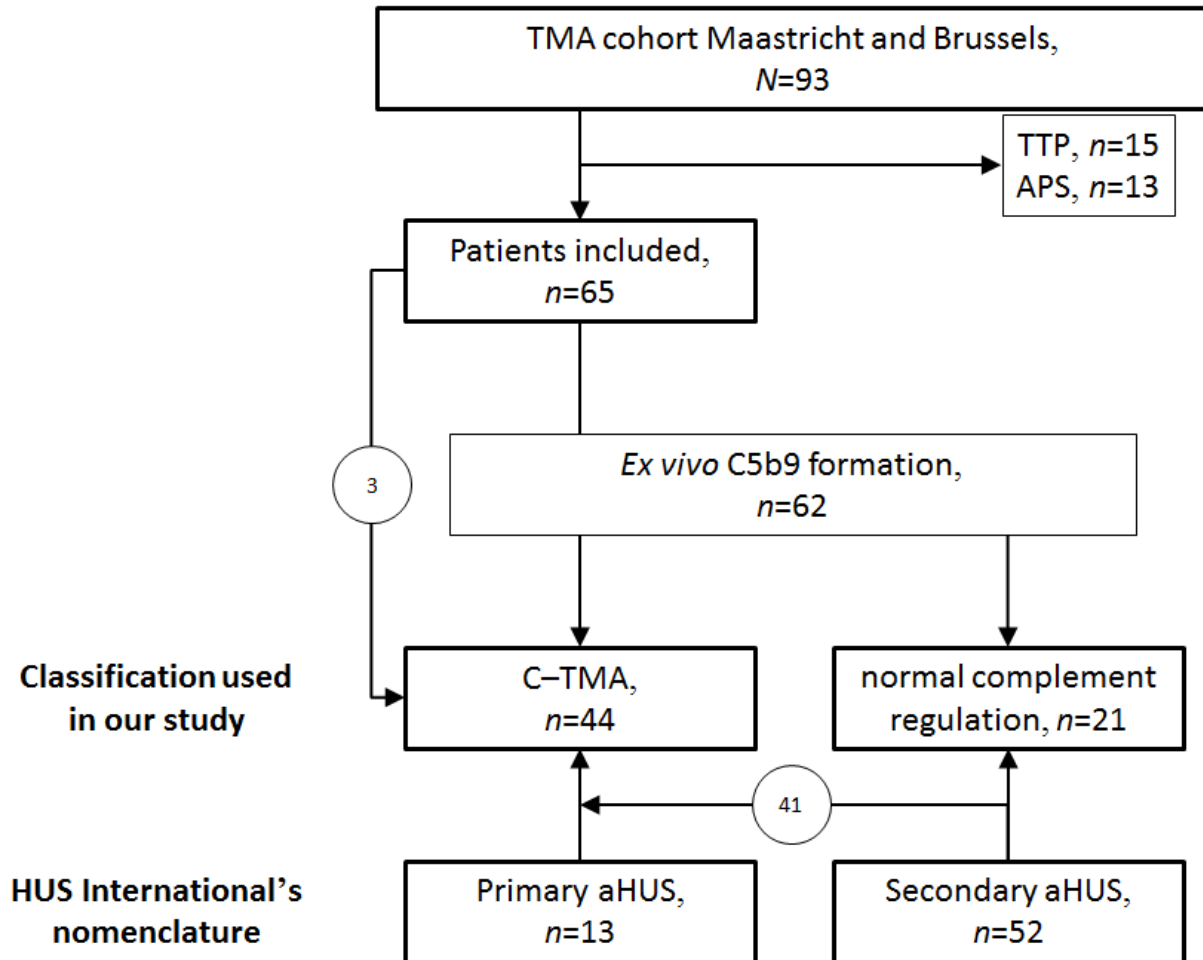 TMA cohort Maastricht and Brussels,
N=93
TTP, n=15
APS, n=13
Patients included,
n=65
3
Ex vivo C5b9 formation,
n=62
Classification used
in our study
C–TMA,
n=44
normal complement
regulation, n=21
41
HUS International's
nomenclature
Primary aHUS,
n=13
Secondary aHUS,
n=52